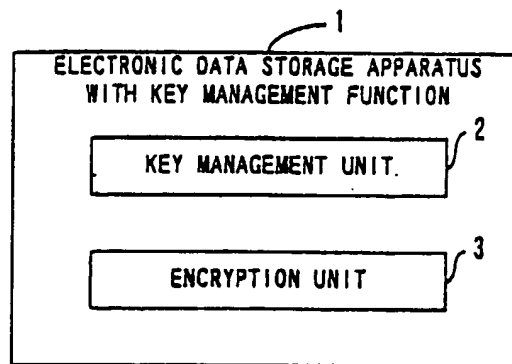 1
ELECTRONIC DATA STORAGE APPARATUS
WITH KEY MANAGEMENT FUNCTION
2
KEY MANAGEMENT UNIT.
3
ENCRYPTION UNIT